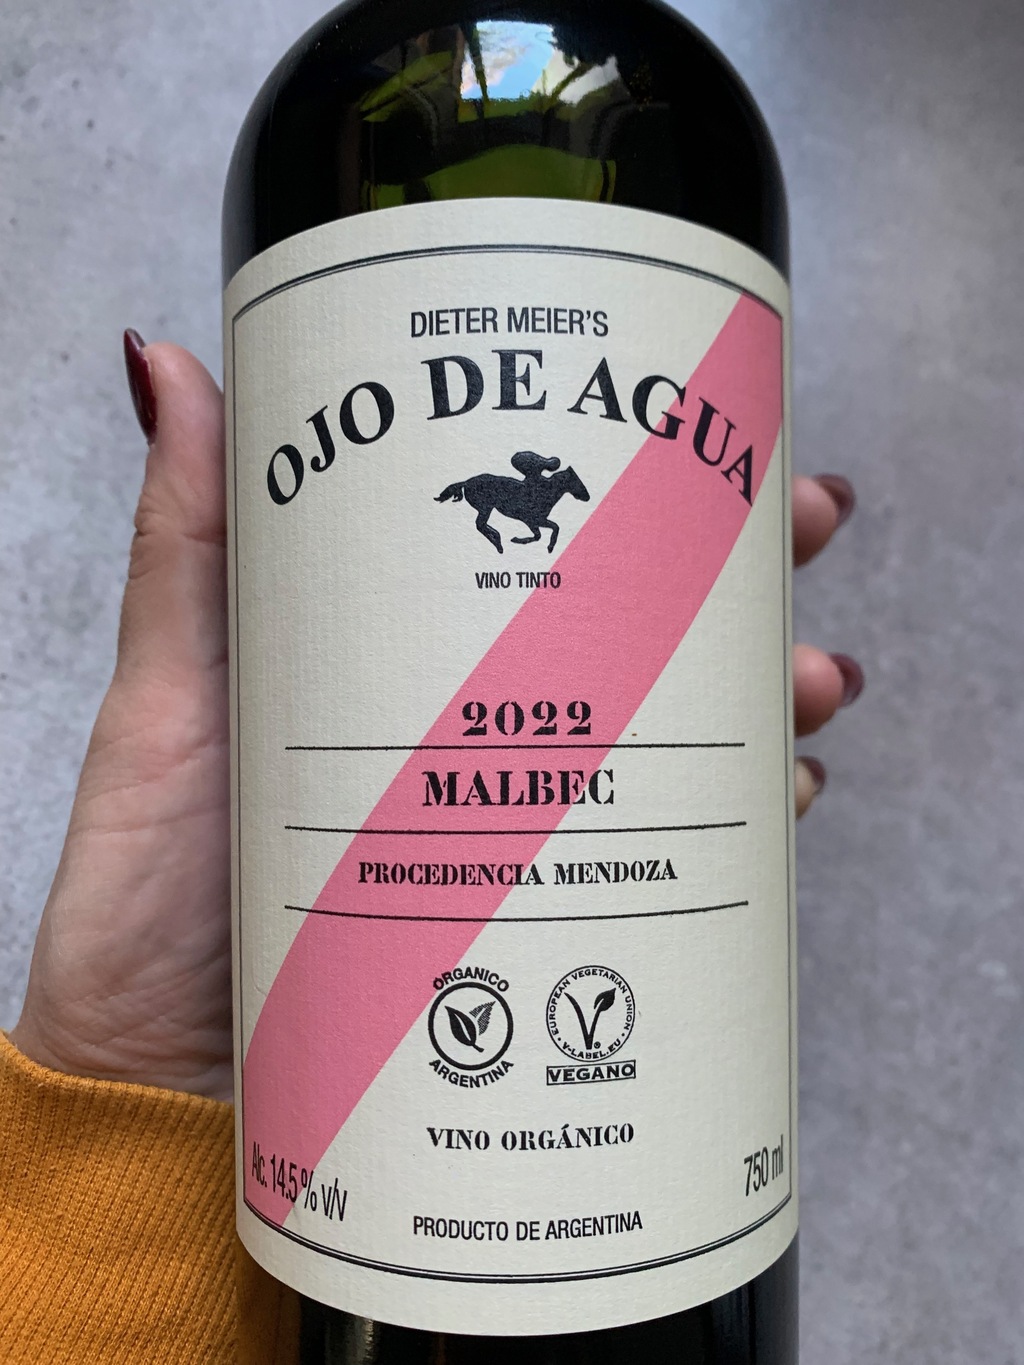 DIETER MEIER'S
OJO DE AGUA
VINO TINTO
2022
MALBEC
PROCEDENCIA MENDOZA
ORGANICO
ARGENTINA
EUROPEAN VEGETARIAN UNION
• V-LABEL.EU •
®
VEGANO
VINO ORGÁNICO
Alc. 14.5 % V/V
750 ml
PRODUCTO DE ARGENTINA